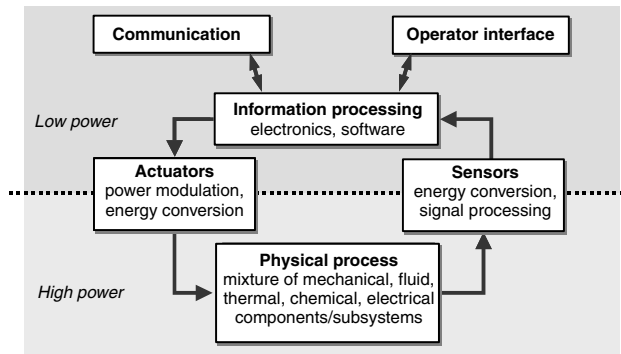 Communication
Operator interface
Information processing
electronics, software
Low power
Actuators
power modulation,
energy conversion
Sensors
energy conversion,
signal processing
Physical process
mixture of mechanical, fluid,
thermal, chemical, electrical
components/subsystems
High power